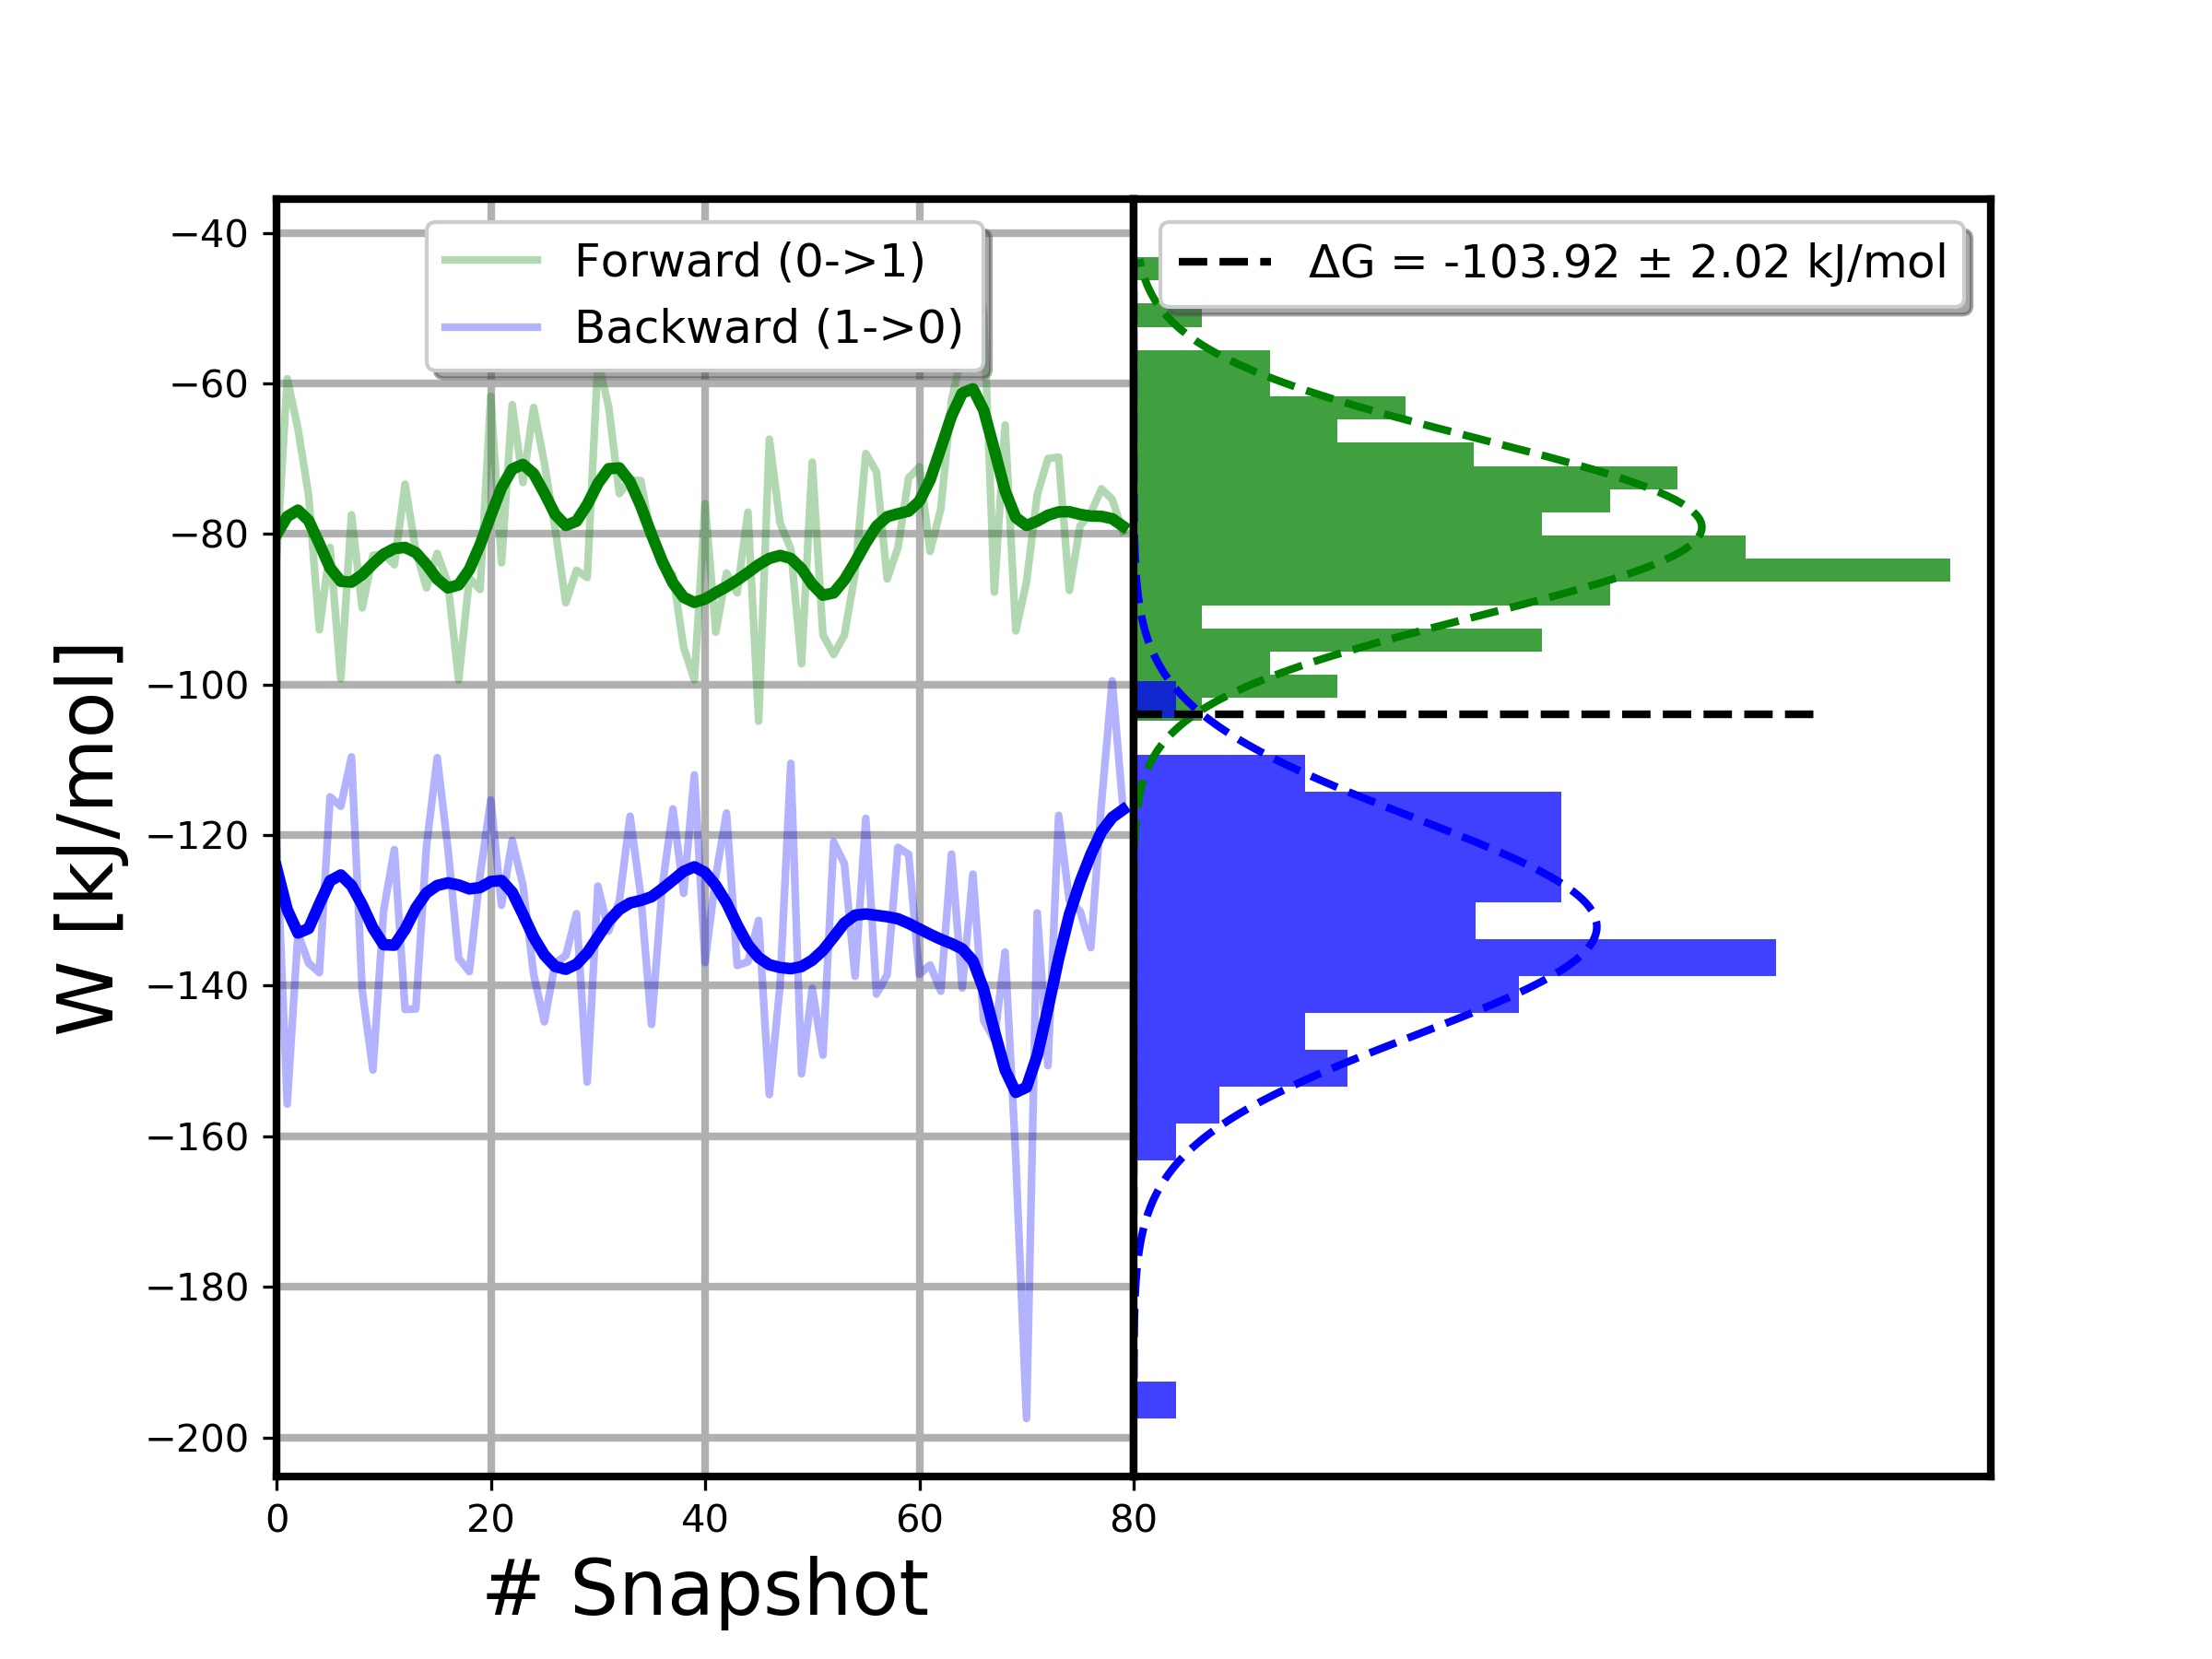 Forward (0->1)
Backward (1->0)
ΔG = -103.92 ± 2.02 kJ/mol
W [kJ/mol]
−40
−60
−80
−100
−120
−140
−160
−180
−200
0 20 40 60 80
# Snapshot